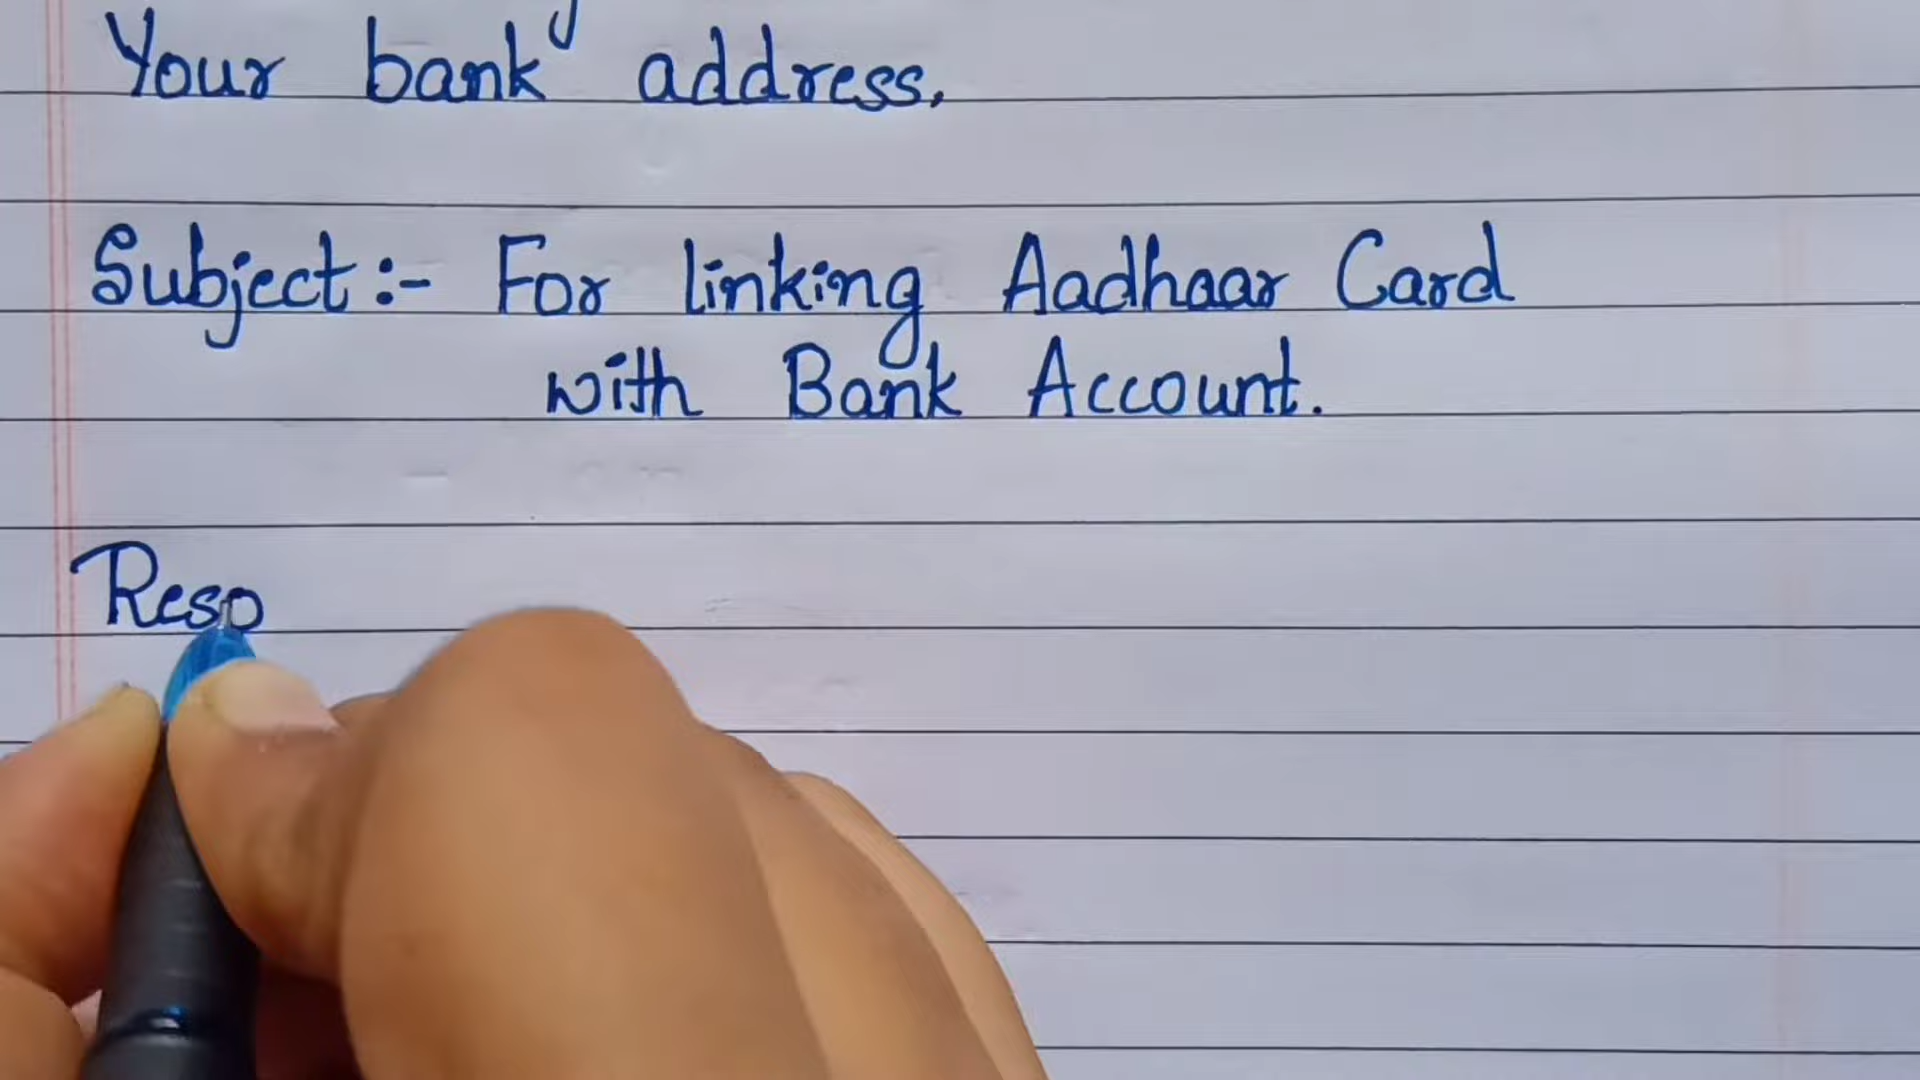 Your bank address,
Subject:- For linking Aadhaar Card
with Bank Account.
Resp